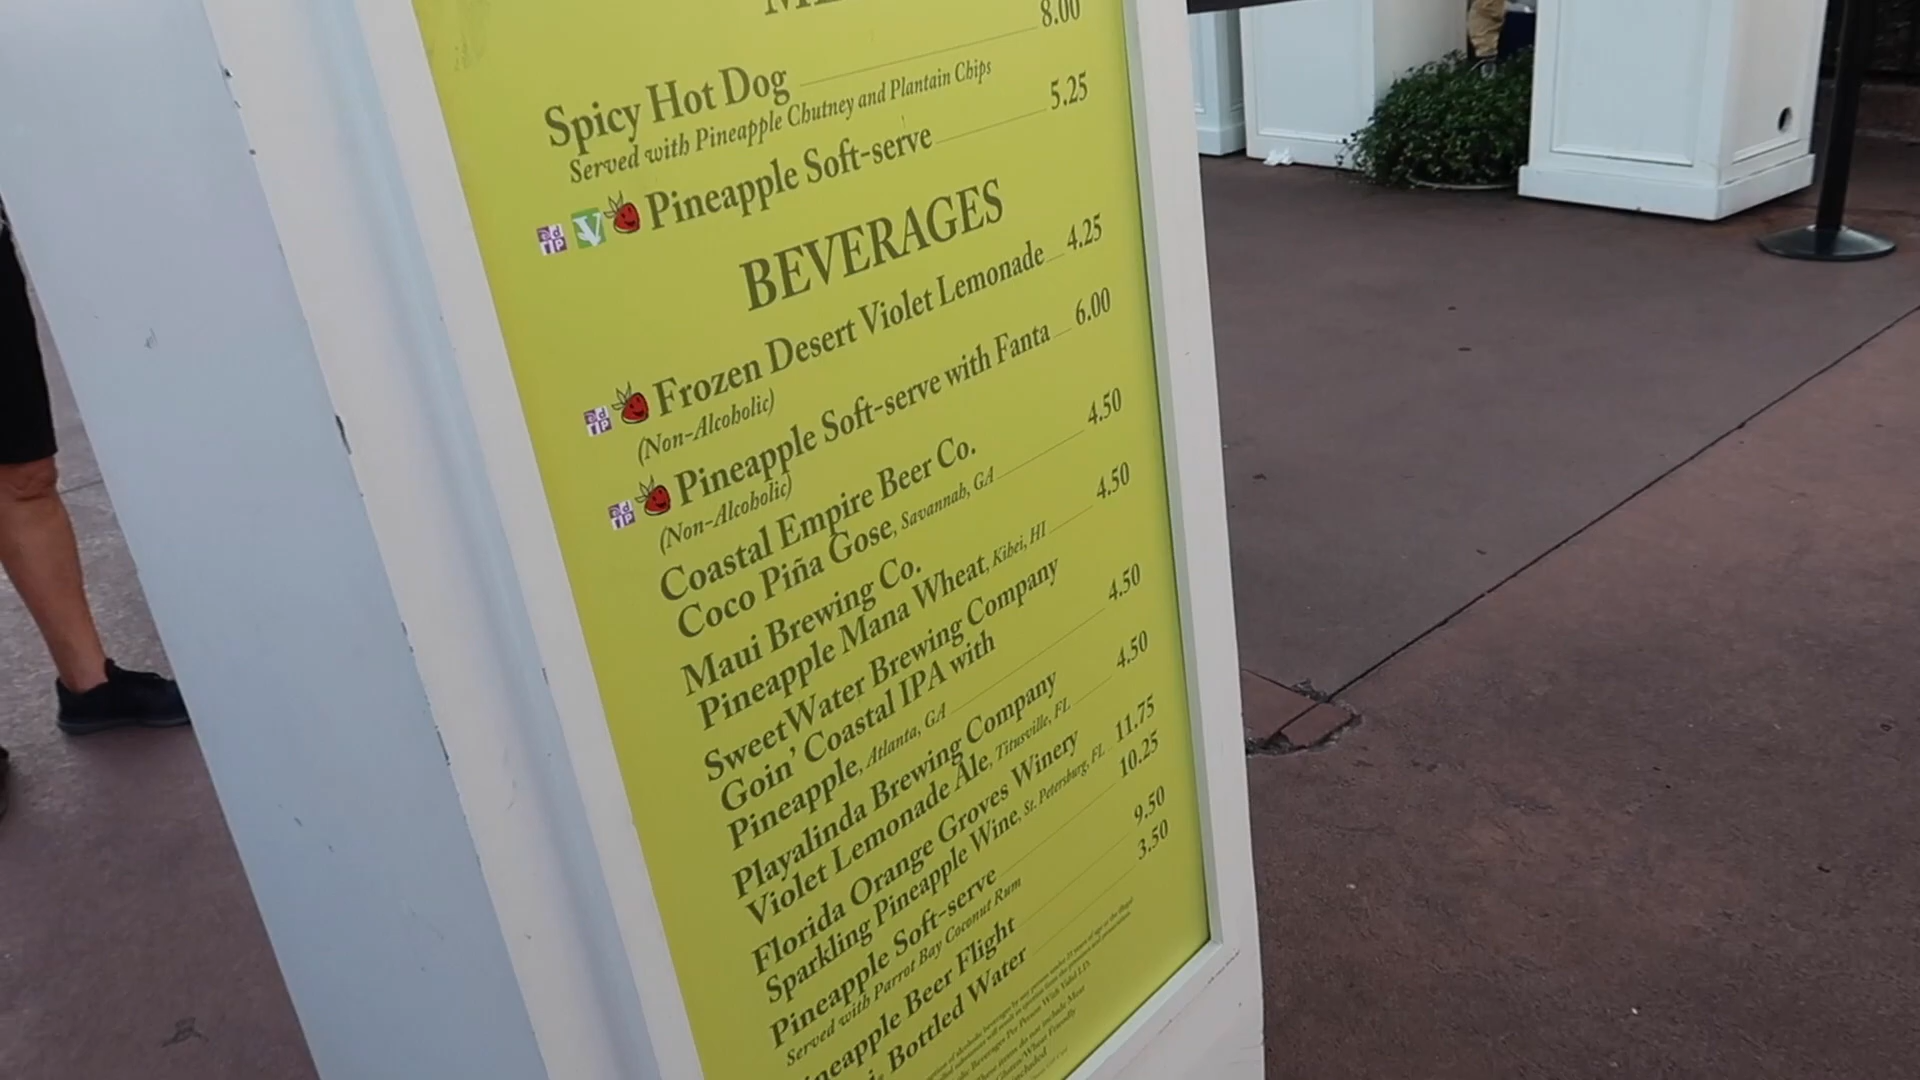 8.00
Spicy Hot Dog
Served with Pineapple Chutney and Plantain Chips
Pineapple Soft-serve 5.25
BEVERAGES
Frozen Desert Violet Lemonade 4.25
(Non-Alcoholic)
Pineapple Soft-serve with Fanta 6.00
(Non-Alcoholic)
Coastal Empire Beer Co.
Coco Piña Gose, Savannah, GA 4.50
Maui Brewing Co.
Pineapple Mana Wheat, Kihei, HI 4.50
SweetWater Brewing Company
Goin' Coastal IPA with
Pineapple, Atlanta, GA 4.50
Playalinda Brewing Company
Violet Lemonade Ale, Titusville, FL 4.50
Florida Orange Groves Winery
Sparkling Pineapple Wine, St. Petersburg, FL 11.75
Pineapple Soft-serve 10.25
Served with Parrot Bay Coconut Rum
Beer Flight 9.50
Bottled Water 3.50